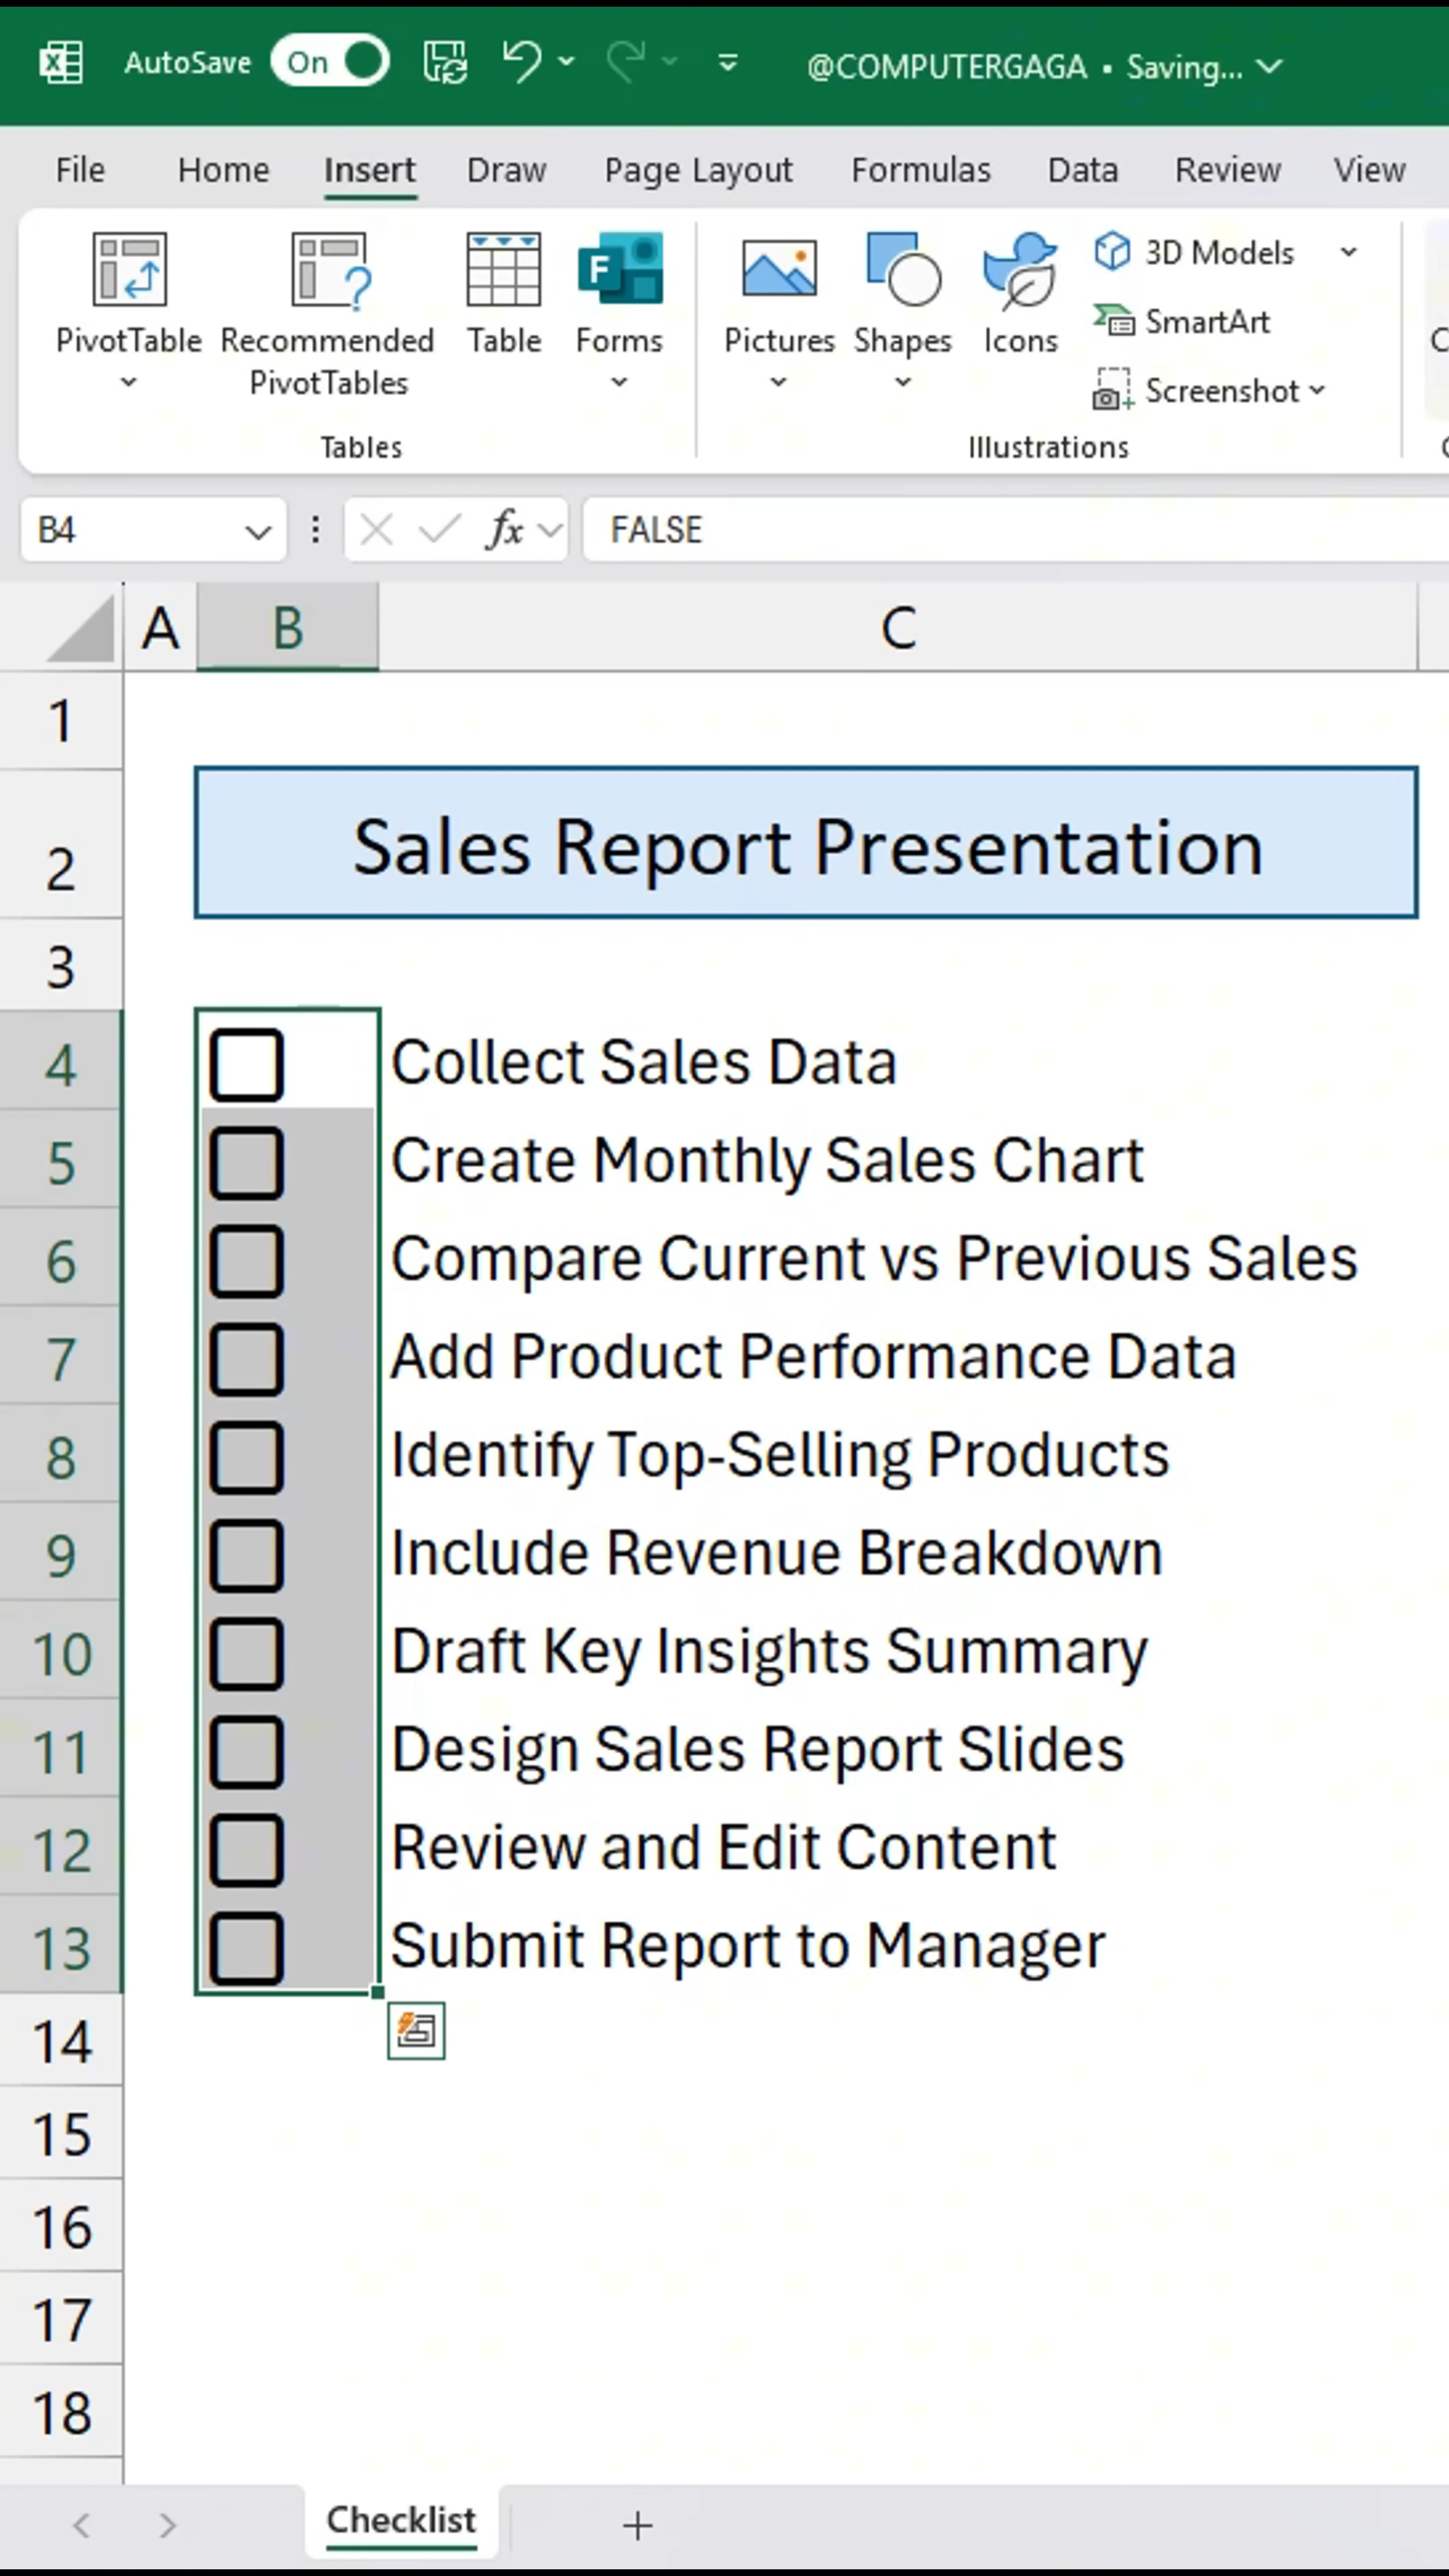 AutoSave On @COMPUTERGAGA • Saving...
File Home Insert Draw Page Layout Formulas Data Review View
PivotTable
Recommended
PivotTables
Table
Forms
Tables
Pictures
Shapes
Icons
3D Models
SmartArt
Screenshot
Illustrations
B4 fx FALSE
A B C
1
2 Sales Report Presentation
3
4 Collect Sales Data
5 Create Monthly Sales Chart
6 Compare Current vs Previous Sales
7 Add Product Performance Data
8 Identify Top-Selling Products
9 Include Revenue Breakdown
10 Draft Key Insights Summary
11 Design Sales Report Slides
12 Review and Edit Content
13 Submit Report to Manager
14
15
16
17
18
Checklist